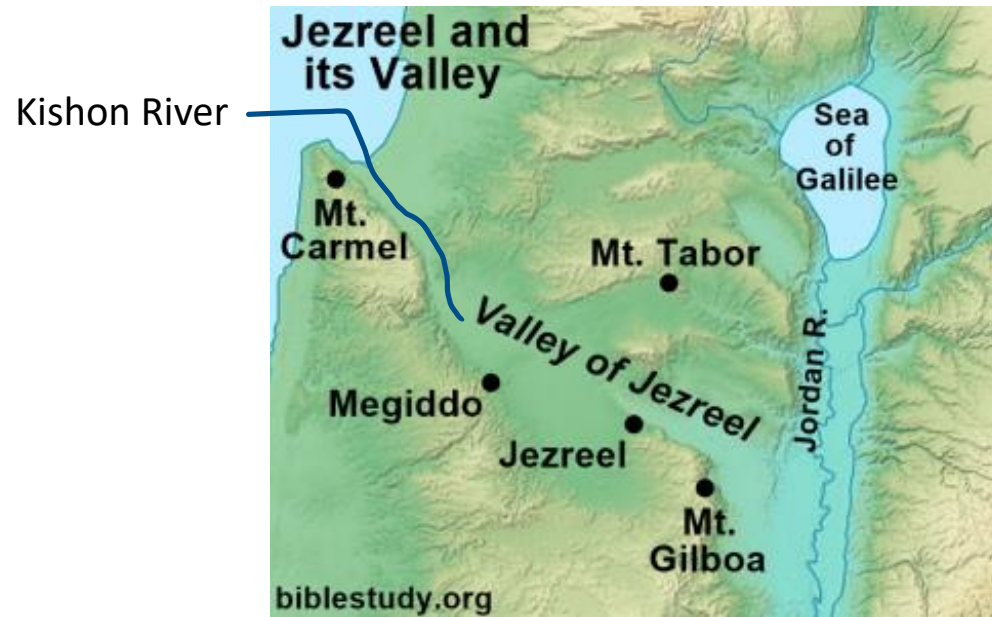 Jezreel and
its Valley
Kishon River
Sea
of
Galilee
Mt.
Carmel
Mt. Tabor
Valley of Jezreel
Jordan R.
Megiddo
Jezreel
Mt.
Gilboa
biblestudy.org